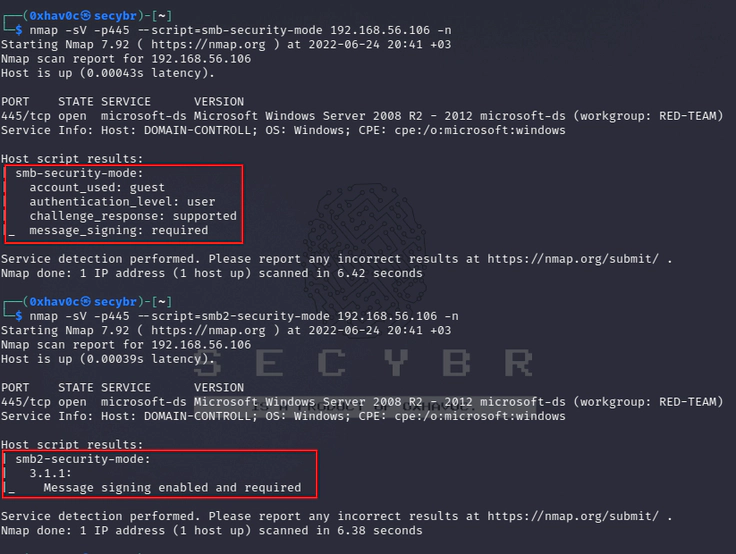 ┌──(0xhav0c㉿secybr)-[~]
└─$ nmap -sV -p445 --script=smb-security-mode 192.168.56.106 -n
Starting Nmap 7.92 ( https://nmap.org ) at 2022-06-24 20:41 +03
Nmap scan report for 192.168.56.106
Host is up (0.00043s latency).

PORT    STATE SERVICE      VERSION
445/tcp open  microsoft-ds Microsoft Windows Server 2008 R2 - 2012 microsoft-ds (workgroup: RED-TEAM)
Service Info: Host: DOMAIN-CONTROLL; OS: Windows; CPE: cpe:/o:microsoft:windows

Host script results:
| smb-security-mode:
|   account_used: guest
|   authentication_level: user
|   challenge_response: supported
|_  message_signing: required

Service detection performed. Please report any incorrect results at https://nmap.org/submit/ .
Nmap done: 1 IP address (1 host up) scanned in 6.42 seconds

┌──(0xhav0c㉿secybr)-[~]
└─$ nmap -sV -p445 --script=smb2-security-mode 192.168.56.106 -n
Starting Nmap 7.92 ( https://nmap.org ) at 2022-06-24 20:41 +03
Nmap scan report for 192.168.56.106
Host is up (0.00039s latency).
SECYBR

PORT    STATE SERVICE      VERSION
445/tcp open  microsoft-ds Microsoft Windows Server 2008 R2 - 2012 microsoft-ds (workgroup: RED-TEAM)
IS A PRODUCT OF 0XHAV0C.
Service Info: Host: DOMAIN-CONTROLL; OS: Windows; CPE: cpe:/o:microsoft:windows

Host script results:
| smb2-security-mode:
|   3.1.1:
|_    Message signing enabled and required

Service detection performed. Please report any incorrect results at https://nmap.org/submit/ .
Nmap done: 1 IP address (1 host up) scanned in 6.38 seconds